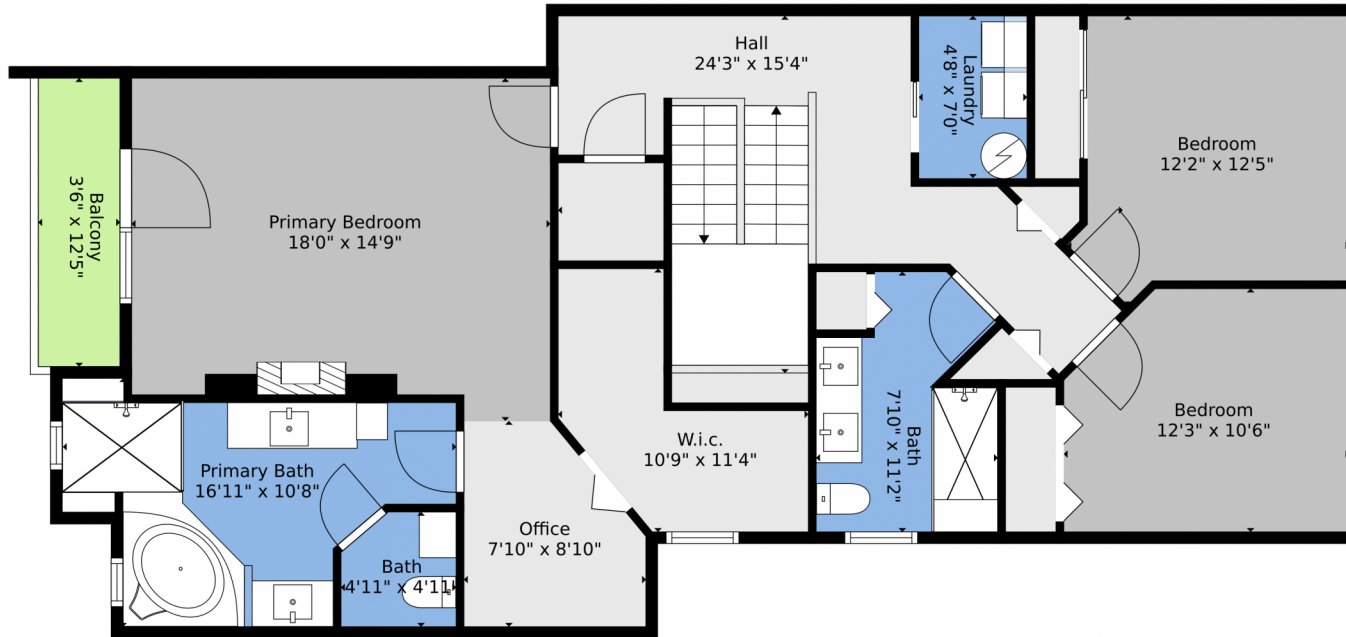 Hall
24'3" x 15'4"
Laundry
4'8" x 7'0"
Bedroom
12'2" x 12'5"
Balcony
3'6" x 12'5"
Primary Bedroom
18'0" x 14'9"
Bedroom
12'3" x 10'6"
W.i.c.
10'9" x 11'4"
Bath
7'10" x 11'2"
Primary Bath
16'11" x 10'8"
Office
7'10" x 8'10"
Bath
4'11" x 4'11"